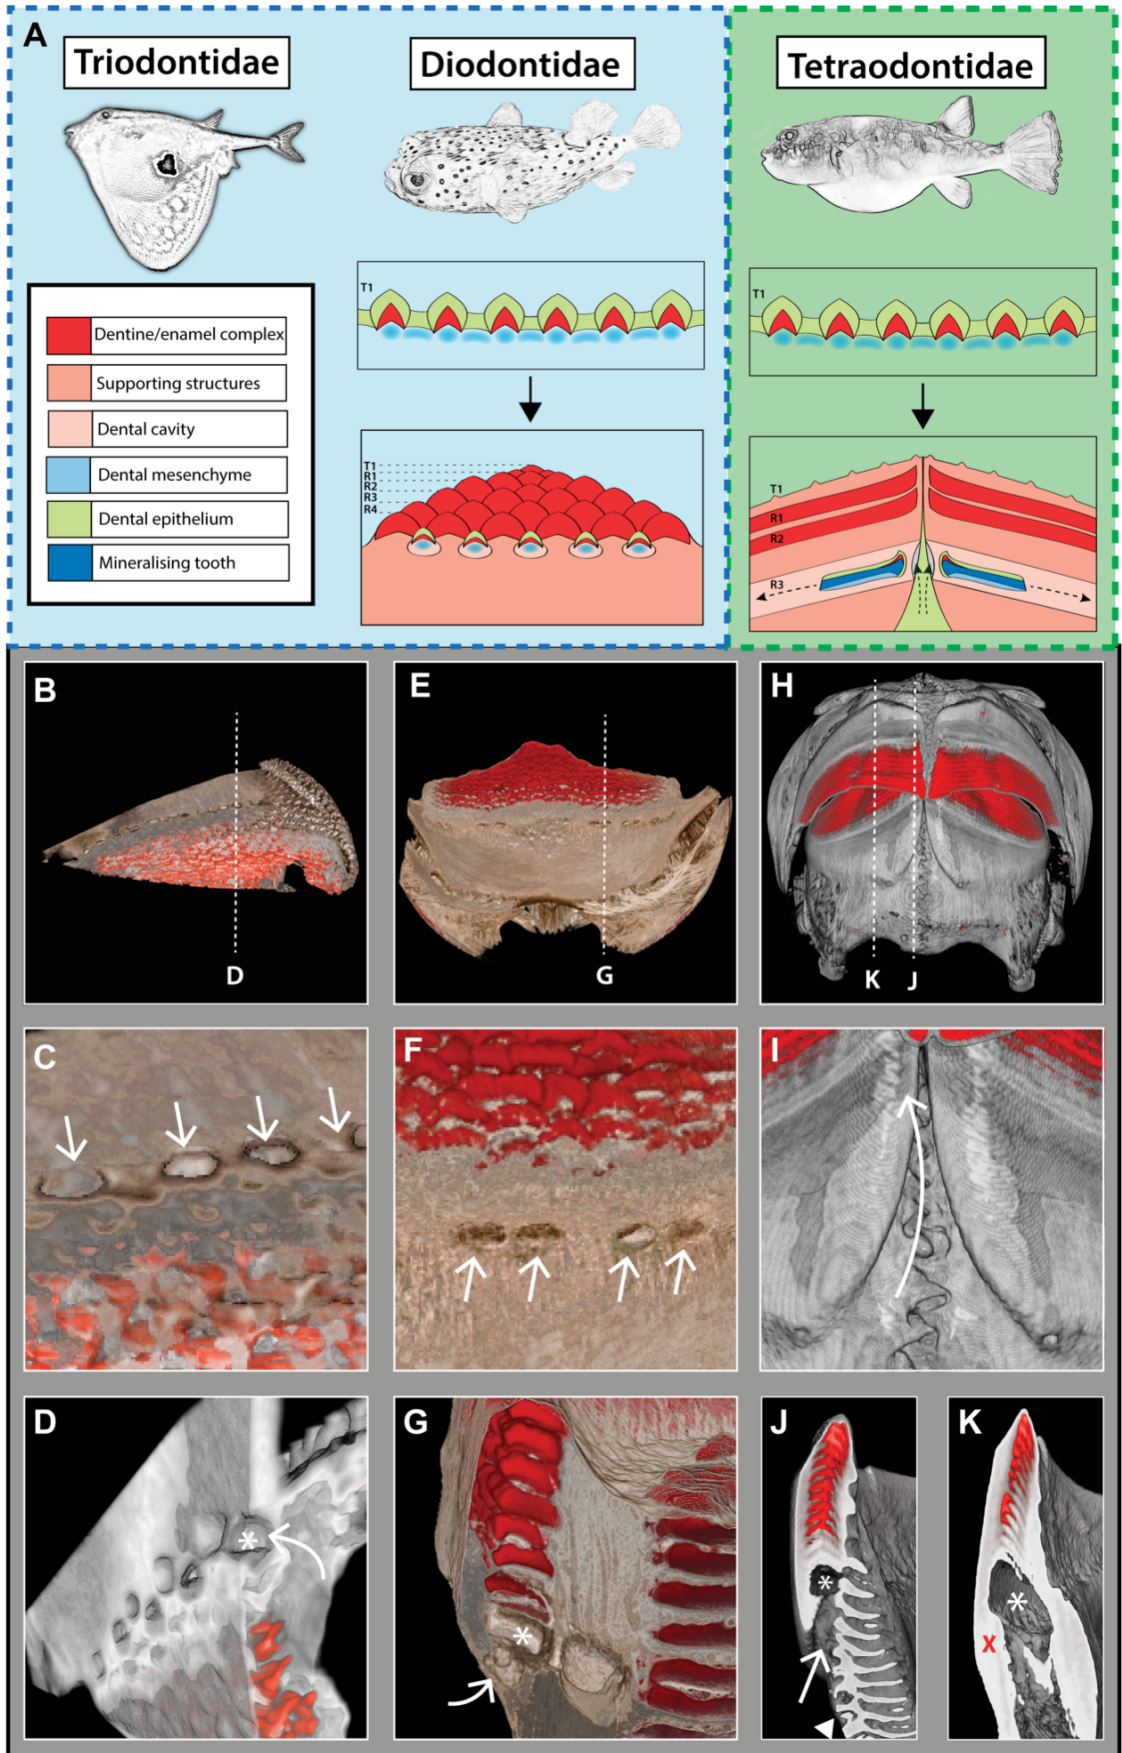 A
Triodontidae
Diodontidae
Tetraodontidae
Dentine/enamel complex
Supporting structures
Dental cavity
Dental mesenchyme
Dental epithelium
Mineralising tooth
T1
T1
R1
R2
R3
R4
T1
T1
R1
R2
R3
B
D
E
G
H
K
J
C
F
I
D
*
G
*
J
*
K
*
X